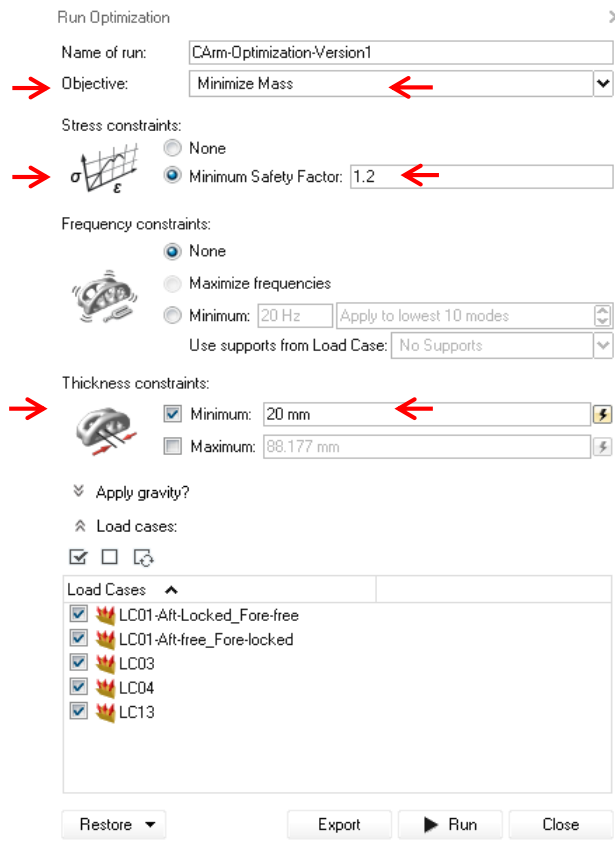 Run Optimization
Name of run: CArm-Optimization-Version1
Objective: Minimize Mass
Stress constraints:
None
σ ε Minimum Safety Factor: 1.2
Frequency constraints:
None
Maximize frequencies
Minimum: 20 Hz Apply to lowest 10 modes
Use supports from Load Case: No Supports
Thickness constraints:
Minimum: 20 mm
Maximum: 88.177 mm
Apply gravity?
Load cases:
Load Cases
LC01-Aft-Locked_Fore-free
LC01-Aft-free_Fore-locked
LC03
LC04
LC13
Restore Export Run Close